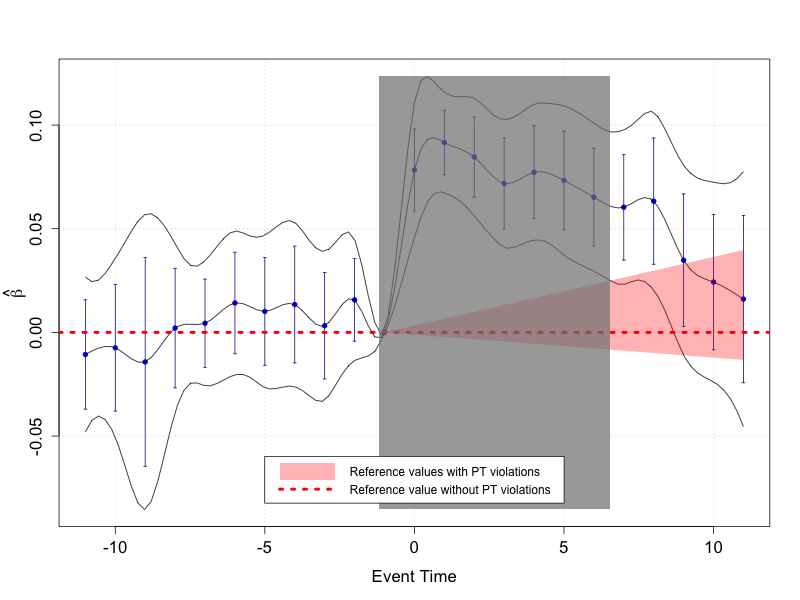 0.10
0.05
0.00
-0.05
β̂
-10
-5
0
5
10
Event Time
Reference values with PT violations
Reference value without PT violations